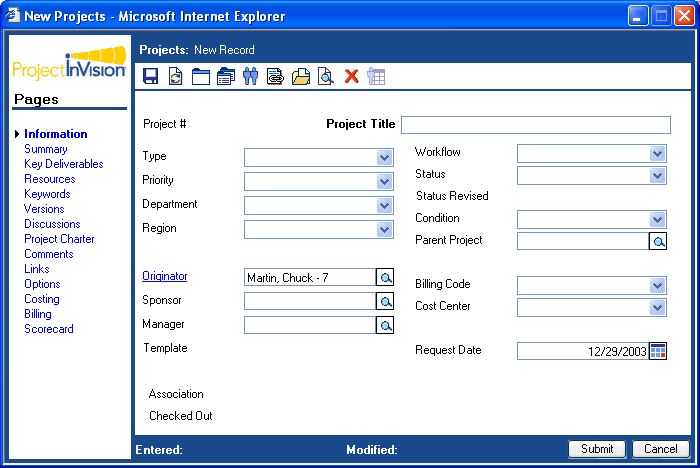 New Projects - Microsoft Internet Explorer
ProjectinVision
Pages
Information
Summary
Key Deliverables
Resources
Keywords
Versions
Discussions
Project Charter
Comments
Links
Options
Costing
Billing
Scorecard
Projects: New Record
Project # Project Title
Type
Priority
Department
Region
Workflow
Status
Status Revised
Condition
Parent Project
Originator Martin, Chuck - 7
Sponsor
Manager
Template
Billing Code
Cost Center
Request Date 12/29/2003
Association
Checked Out
Entered: Modified: Submit Cancel